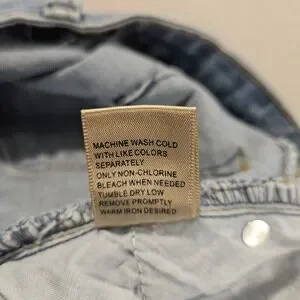 MACHINE WASH COLD
WITH LIKE COLORS
SEPARATELY
ONLY NON-CHLORINE
BLEACH WHEN NEEDED
TUMBLE DRY LOW
REMOVE PROMPTLY
WARM IRON DESIRED